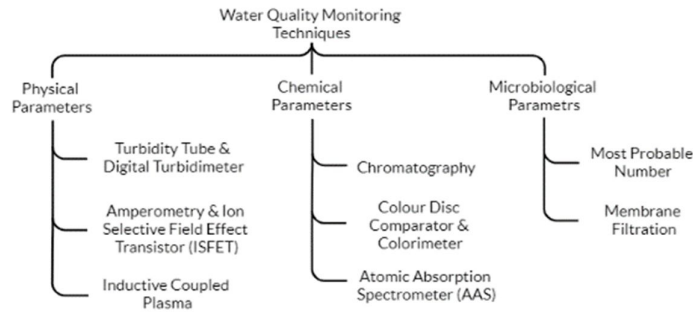 Water Quality Monitoring
Techniques
Physical
Parameters
Turbidity Tube &
Digital Turbidimeter
Amperometry & Ion
Selective Field Effect
Transistor (ISFET)
Inductive Coupled
Plasma
Chemical
Parameters
Chromatography
Colour Disc
Comparator &
Colorimeter
Atomic Absorption
Spectrometer (AAS)
Microbiological
Parametrs
Most Probable
Number
Membrane
Filtration